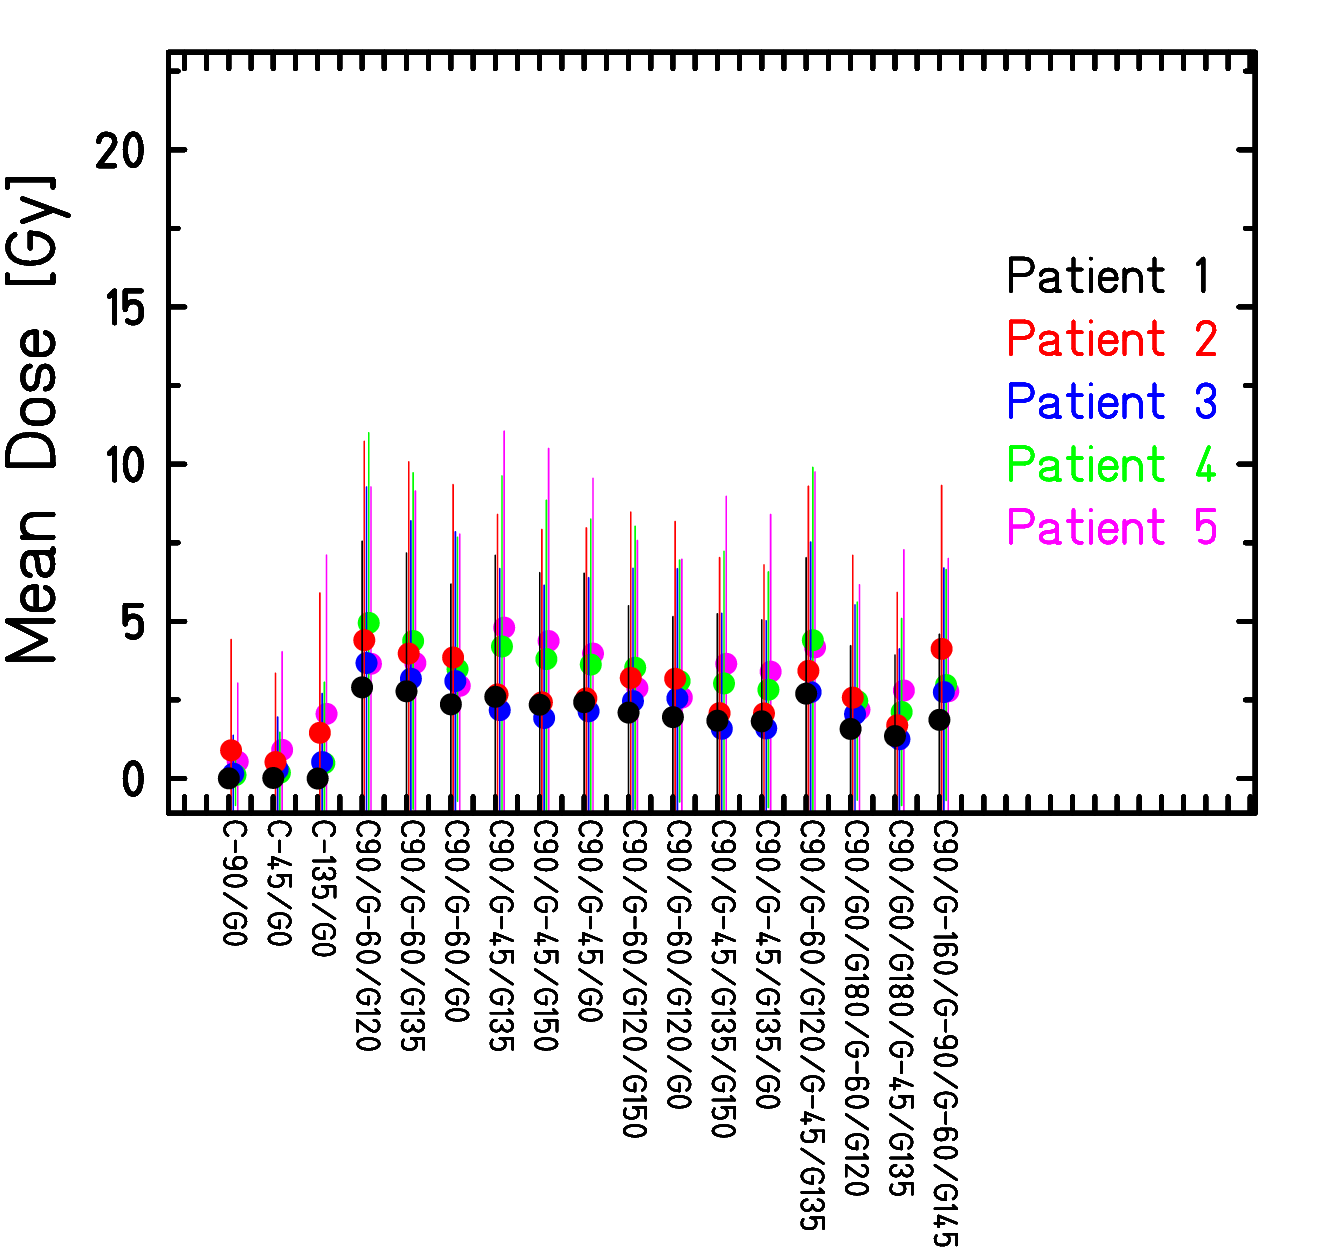 Mean Dose [Gy]
20
15
10
5
0
Patient 1
Patient 2
Patient 3
Patient 4
Patient 5
C-90/G0
C-45/G0
C-135/G0
C90/G-60/G120
C90/G-60/G135
C90/G-60/G0
C90/G-45/G135
C90/G-45/G150
C90/G-45/G0
C90/G-60/G120/G150
C90/G-60/G120/G0
C90/G-45/G135/G150
C90/G-45/G135/G0
C90/G-60/G120/G-45/G135
C90/G0/G180/G-60/G120
C90/G0/G180/G-45/G135
C90/G-160/G-90/G-60/G145